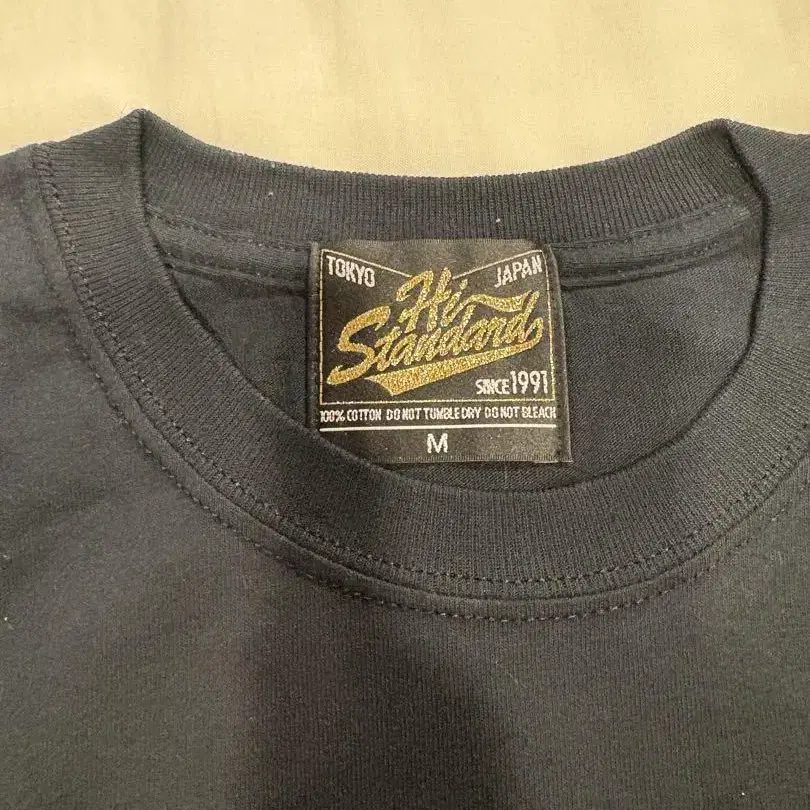 TOKYO JAPAN
Hi
Standard
SINCE 1991
100% COTTON DO NOT TUMBLE DRY DO NOT BLEACH
M